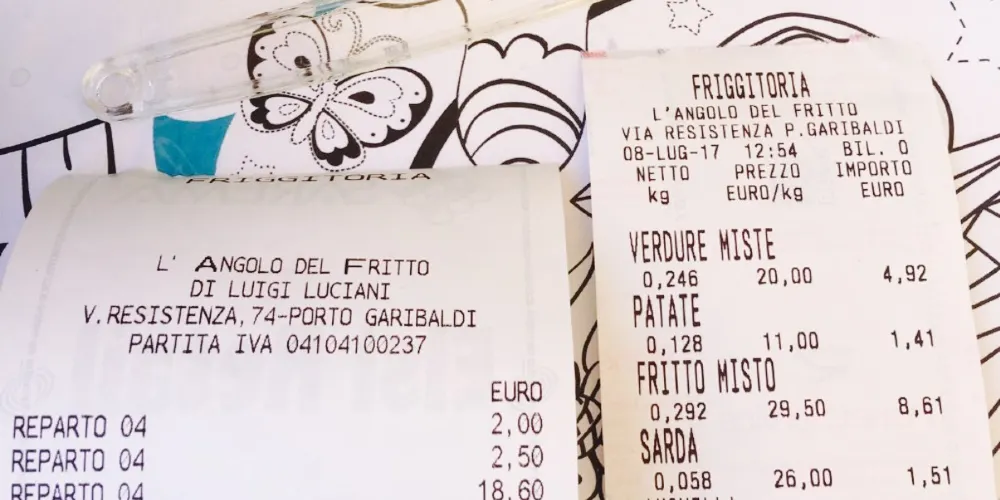 FRIGGITORIA
L' ANGOLO DEL FRITTO
DI LUIGI LUCIANI
V.RESISTENZA,74-PORTO GARIBALDI
PARTITA IVA 04104100237
EURO
REPARTO 04 2,00
REPARTO 04 2,50
REPARTO 04 18,60
FRIGGITORIA
L'ANGOLO DEL FRITTO
VIA RESISTENZA P.GARIBALDI
08-LUG-17 12:54 BIL. 0
NETTO PREZZO IMPORTO
kg EURO/kg EURO
VERDURE MISTE
0,246 20,00 4,92
PATATE
0,128 11,00 1,41
FRITTO MISTO
0,292 29,50 8,61
SARDA
0,058 26,00 1,51